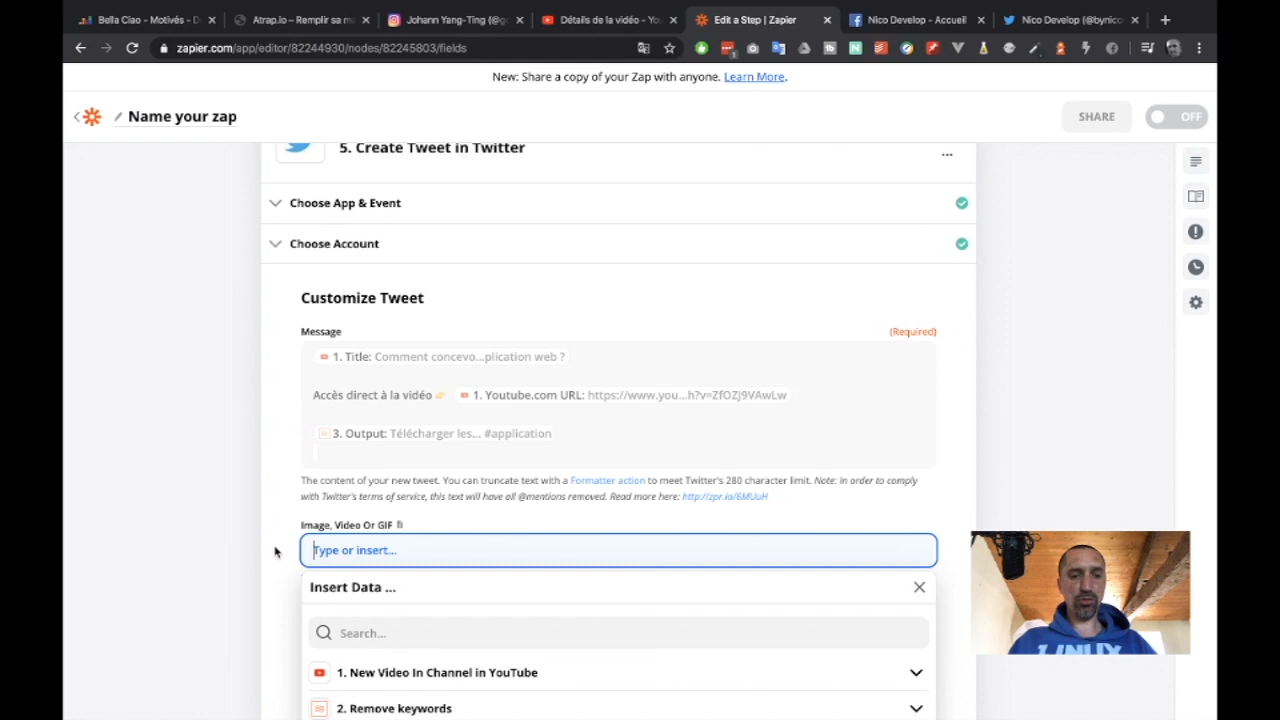 Bella Ciao - Motivés - D
Atrap.io — Remplir sa m
Johann Yang-Ting (@g
Détails de la vidéo - Yo
Edit a Step | Zapier
Nico Develop - Accueil
Nico Develop (@bynico
zapier.com/app/editor/82244930/nodes/82245803/fields
New: Share a copy of your Zap with anyone. Learn More.
Name your zap
SHARE
OFF
5. Create Tweet in Twitter
Choose App & Event
Choose Account
Customize Tweet
Message
(Required)
1. Title: Comment concevo...plication web ?
Accès direct à la vidéo 👉 1. Youtube.com URL: https://www.you...h?v=ZfOZJ9VAwLw
3. Output: Télécharger les... #application
The content of your new tweet. You can truncate text with a Formatter action to meet Twitter's 280 character limit. Note: In order to comply
with Twitter's terms of service, this text will have all @mentions removed. Read more here: http://zpr.io/6MUuH
Image, Video Or GIF
Type or insert...
Insert Data ...
Search...
1. New Video In Channel in YouTube
2. Remove keywords
LINUX